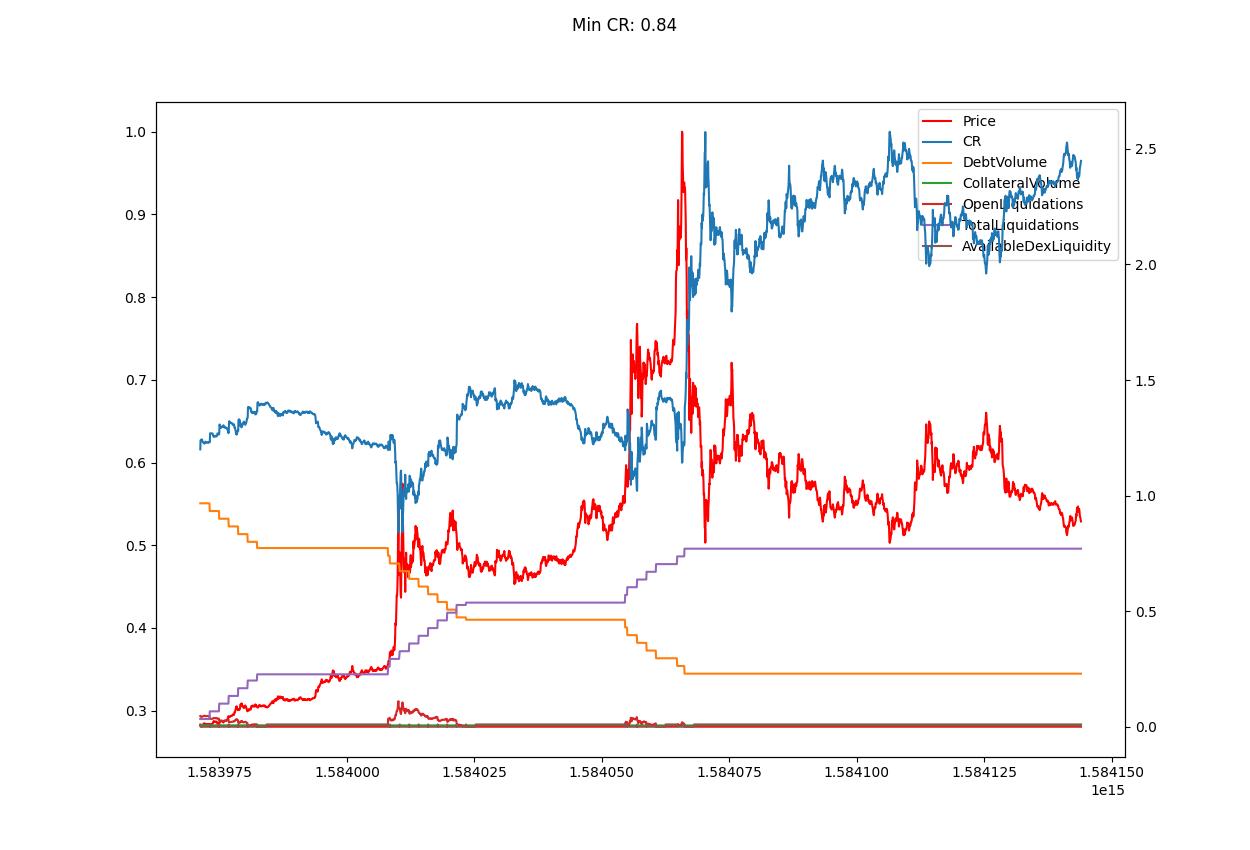 Min CR: 0.84
1.0
0.9
0.8
0.7
0.6
0.5
0.4
0.3
2.5
2.0
1.5
1.0
0.5
0.0
Price
CR
DebtVolume
CollateralVolume
OpenLiquidations
TotalLiquidations
AvailableDexLiquidity
1.583975 1.584000 1.584025 1.584050 1.584075 1.584100 1.584125 1.584150
1e15